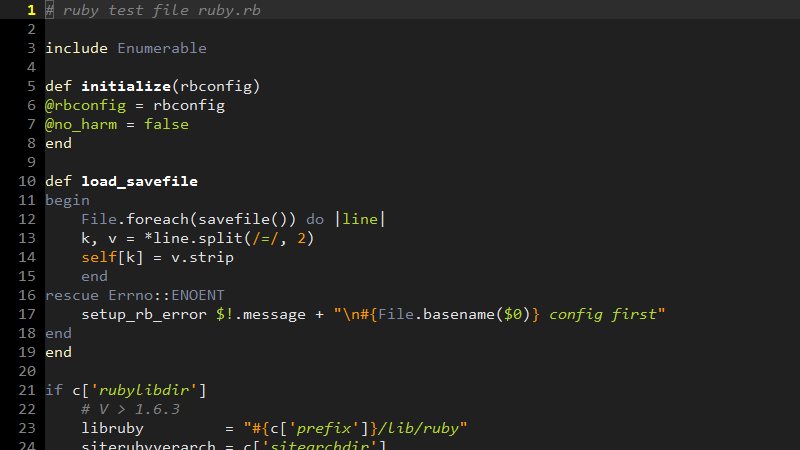 1 # ruby test file ruby.rb
2
3 include Enumerable
4
5 def initialize(rbconfig)
6 @rbconfig = rbconfig
7 @no_harm = false
8 end
9
10 def load_savefile
11 begin
12     File.foreach(savefile()) do |line|
13     k, v = *line.split(/=/, 2)
14     self[k] = v.strip
15     end
16 rescue Errno::ENOENT
17     setup_rb_error $!.message + "\n#{File.basename($0)} config first"
18 end
19 end
20
21 if c['rubylibdir']
22     # V > 1.6.3
23     libruby         = "#{c['prefix']}/lib/ruby"
24     siterubyverarch = c['sitearchdir']